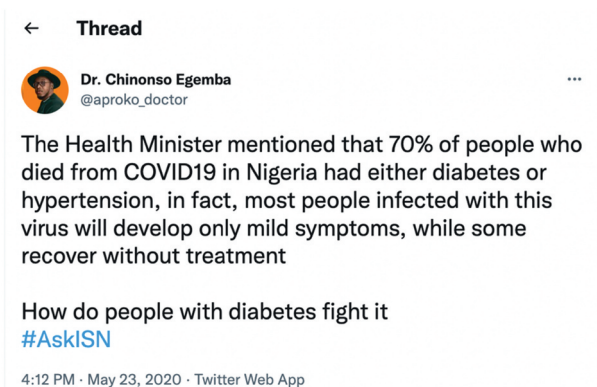 ← Thread
Dr. Chinonso Egemba
@aproko_doctor
The Health Minister mentioned that 70% of people who
died from COVID19 in Nigeria had either diabetes or
hypertension, in fact, most people infected with this
virus will develop only mild symptoms, while some
recover without treatment
How do people with diabetes fight it
#AskISN
4:12 PM · May 23, 2020 · Twitter Web App